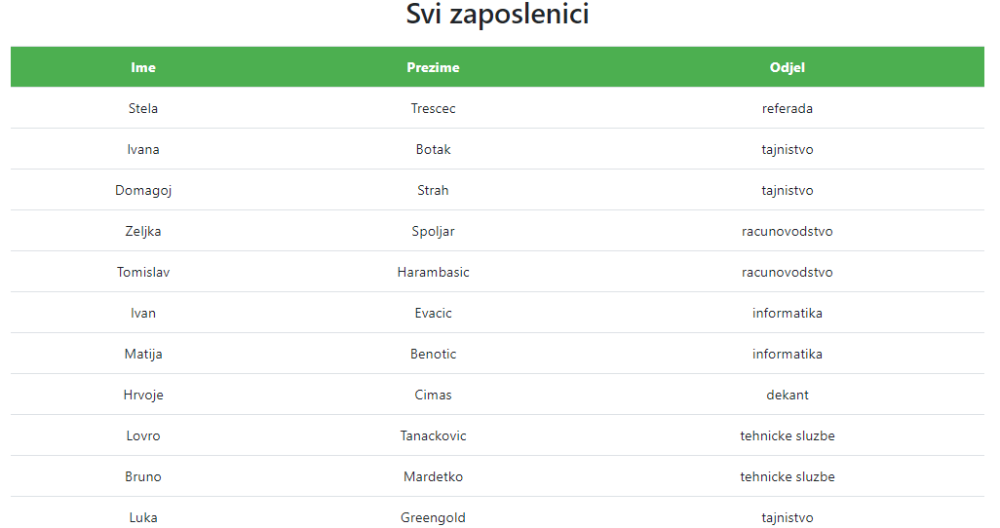 Svi zaposlenici
Ime Prezime Odjel
Stela Trescec referada
Ivana Botak tajnistvo
Domagoj Strah tajnistvo
Zeljka Spoljar racunovodstvo
Tomislav Harambasic racunovodstvo
Ivan Evacic informatika
Matija Benotic informatika
Hrvoje Cimas dekant
Lovro Tanackovic tehnicke sluzbe
Bruno Mardetko tehnicke sluzbe
Luka Greengold tajnistvo